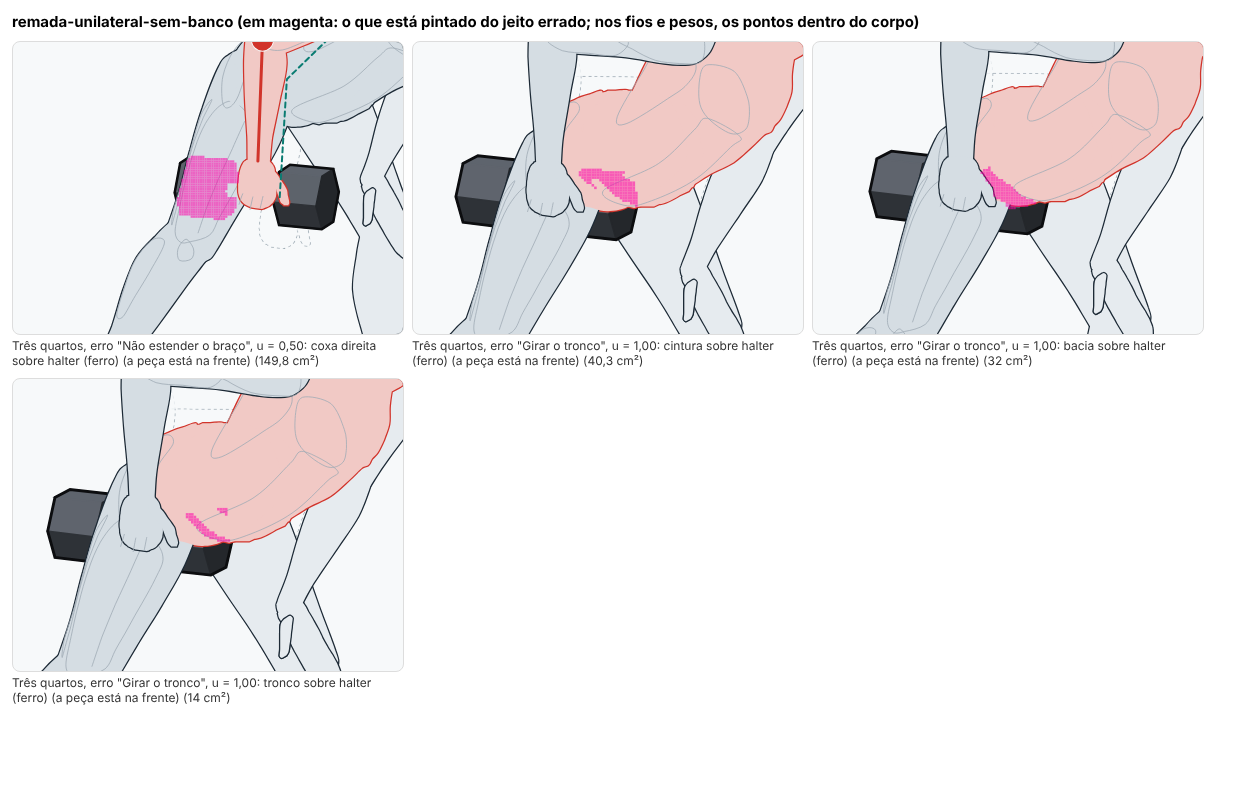 remada-unilateral-sem-banco (em magenta: o que está pintado do jeito errado; nos fios e pesos, os pontos dentro do corpo)
Três quartos, erro "Não estender o braço", u = 0,50: coxa direita
sobre halter (ferro) (a peça está na frente) (149,8 cm²)
Três quartos, erro "Girar o tronco", u = 1,00: cintura sobre halter
(ferro) (a peça está na frente) (40,3 cm²)
Três quartos, erro "Girar o tronco", u = 1,00: bacia sobre halter
(ferro) (a peça está na frente) (32 cm²)
Três quartos, erro "Girar o tronco", u = 1,00: tronco sobre halter
(ferro) (a peça está na frente) (14 cm²)